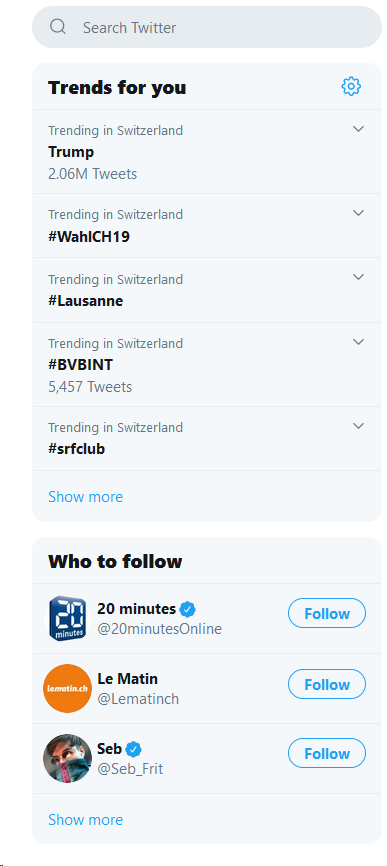 Search Twitter
Trends for you
Trending in Switzerland
Trump
2.06M Tweets
Trending in Switzerland
#WahlCH19
Trending in Switzerland
#Lausanne
Trending in Switzerland
#BVBINT
5,457 Tweets
Trending in Switzerland
#srfclub
Show more
Who to follow
20
minutes
20 minutes
@20minutesOnline
Follow
lematin.ch
Le Matin
@Lematinch
Follow
Seb
@Seb_Frit
Follow
Show more